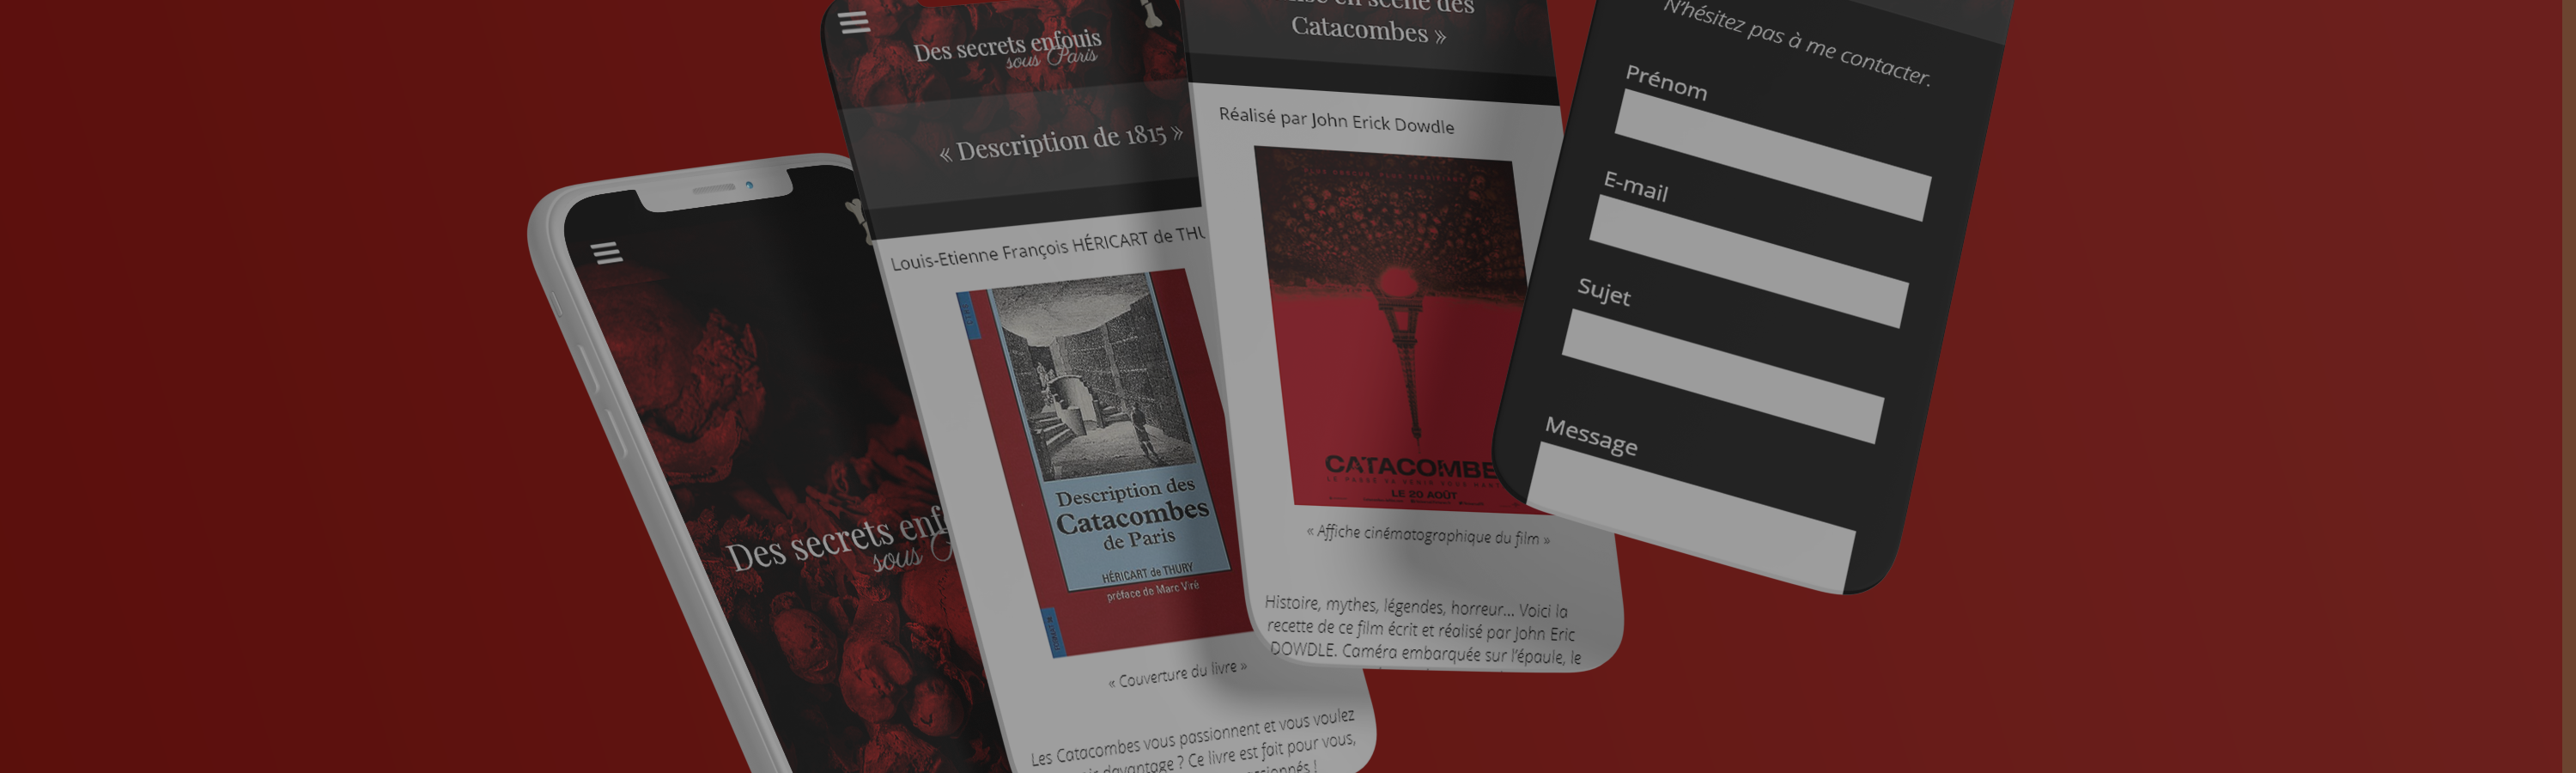 Des secrets enf
sous
Des secrets enfouis
sous Paris
« Description de 1815 »
Louis-Etienne François HÉRICART de THU
Description des
Catacombes
de Paris
HÉRICART de THURY
préface de Marc Viré
« Couverture du livre »
Les Catacombes vous passionnent et vous voulez
davantage ? Ce livre est fait pour vous,
en scène des
Catacombes »
Réalisé par John Erick Dowdle
CATACOMBE
LE 20 AOÛT
« Affiche cinématographique du film »
Histoire, mythes, légendes, horreur... Voici la
recette de ce film écrit et réalisé par John Eric
DOWDLE. Caméra embarquée sur l'épaule, le
N'hésitez pas à me contacter.
Prénom
E-mail
Sujet
Message